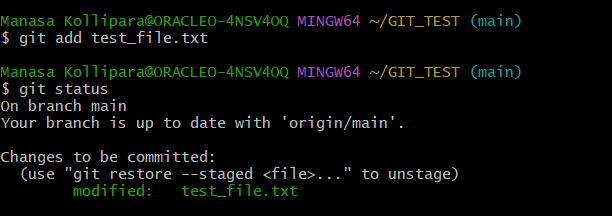 Manasa Kollipara@ORACLEO-4NSV4OQ MINGW64 ~/GIT_TEST (main)
$ git add test_file.txt
Manasa Kollipara@ORACLEO-4NSV4OQ MINGW64 ~/GIT_TEST (main)
$ git status
On branch main
Your branch is up to date with 'origin/main'.
Changes to be committed:
  (use "git restore --staged <file>..." to unstage)
        modified:   test_file.txt